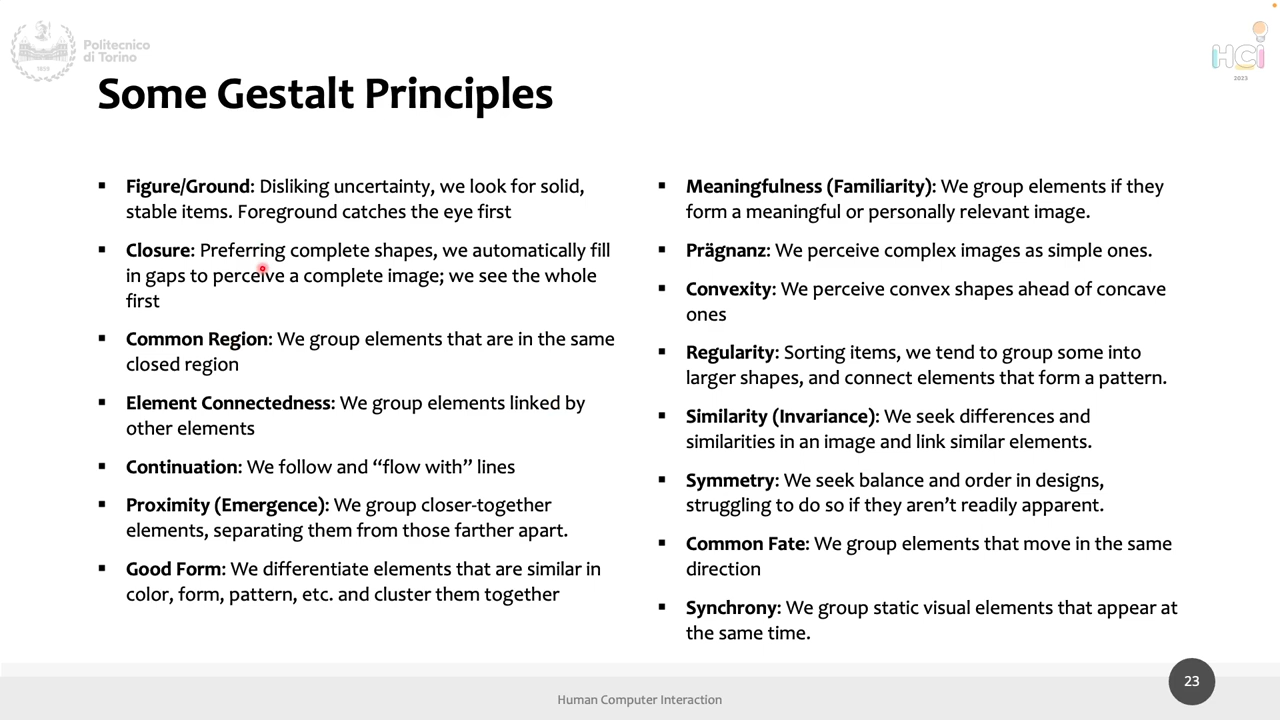 Politecnico
di Torino
1859
HCI
2023
Some Gestalt Principles
▪ Figure/Ground: Disliking uncertainty, we look for solid,
stable items. Foreground catches the eye first
▪ Closure: Preferring complete shapes, we automatically fill
in gaps to perceive a complete image; we see the whole
first
▪ Common Region: We group elements that are in the same
closed region
▪ Element Connectedness: We group elements linked by
other elements
▪ Continuation: We follow and “flow with” lines
▪ Proximity (Emergence): We group closer-together
elements, separating them from those farther apart.
▪ Good Form: We differentiate elements that are similar in
color, form, pattern, etc. and cluster them together
▪ Meaningfulness (Familiarity): We group elements if they
form a meaningful or personally relevant image.
▪ Prägnanz: We perceive complex images as simple ones.
▪ Convexity: We perceive convex shapes ahead of concave
ones
▪ Regularity: Sorting items, we tend to group some into
larger shapes, and connect elements that form a pattern.
▪ Similarity (Invariance): We seek differences and
similarities in an image and link similar elements.
▪ Symmetry: We seek balance and order in designs,
struggling to do so if they aren’t readily apparent.
▪ Common Fate: We group elements that move in the same
direction
▪ Synchrony: We group static visual elements that appear at
the same time.
Human Computer Interaction
23